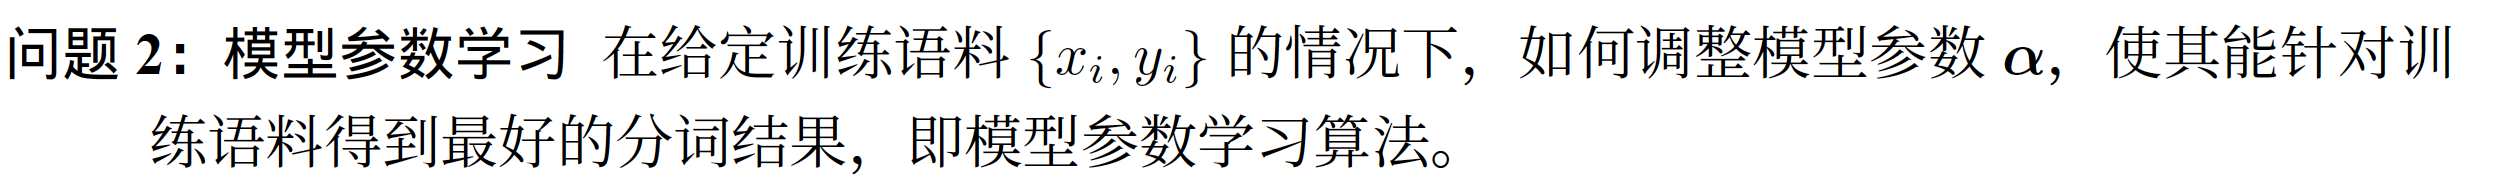 问题 2：模型参数学习 在给定训练语料 {x_i, y_i} 的情况下，如何调整模型参数 α，使其能针对训
练语料得到最好的分词结果，即模型参数学习算法。